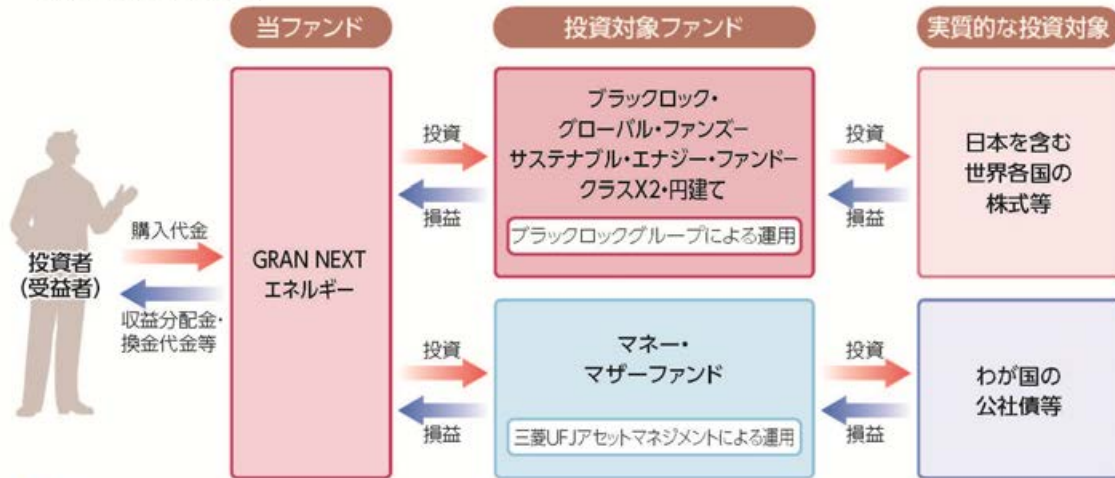 当ファンド
投資対象ファンド
実質的な投資対象
投資者
(受益者)
購入代金
収益分配金・
換金代金等
GRAN NEXT
エネルギー
投資
損益
ブラックロック・
グローバル・ファンズー
サステナブル・エナジー・ファンドー
クラスX2・円建て
ブラックロックグループによる運用
投資
損益
日本を含む
世界各国の
株式等
投資
損益
マネー・
マザーファンド
三菱UFJアセットマネジメントによる運用
投資
損益
わが国の
公社債等